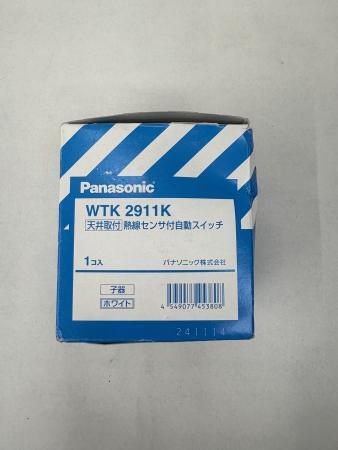 Panasonic
WTK 2911K
天井取付 熱線センサ付自動スイッチ
1コ入
パナソニック株式会社
子器
ホワイト
4 549077 453808
241114